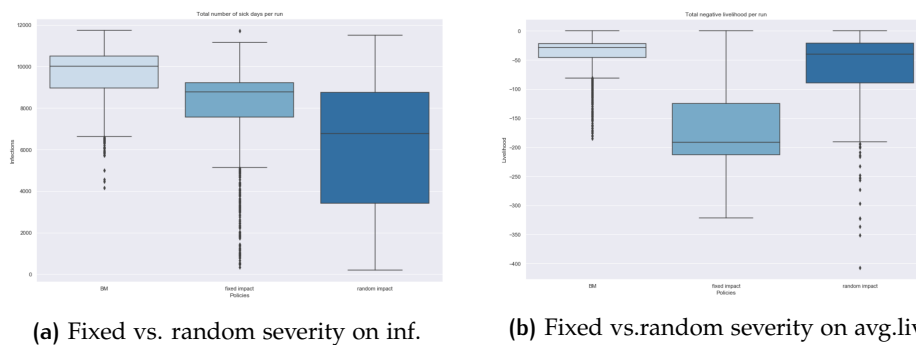 Total number of sick days per run
12000
10000
8000
6000
4000
2000
0
Infections
BM
fixed impact
random impact
Policies
(a) Fixed vs. random severity on inf.
Total negative livelihood per run
0
−50
−100
−150
−200
−250
−300
−350
−400
Livelihood
BM
fixed impact
random impact
Policies
(b) Fixed vs.random severity on avg.liv